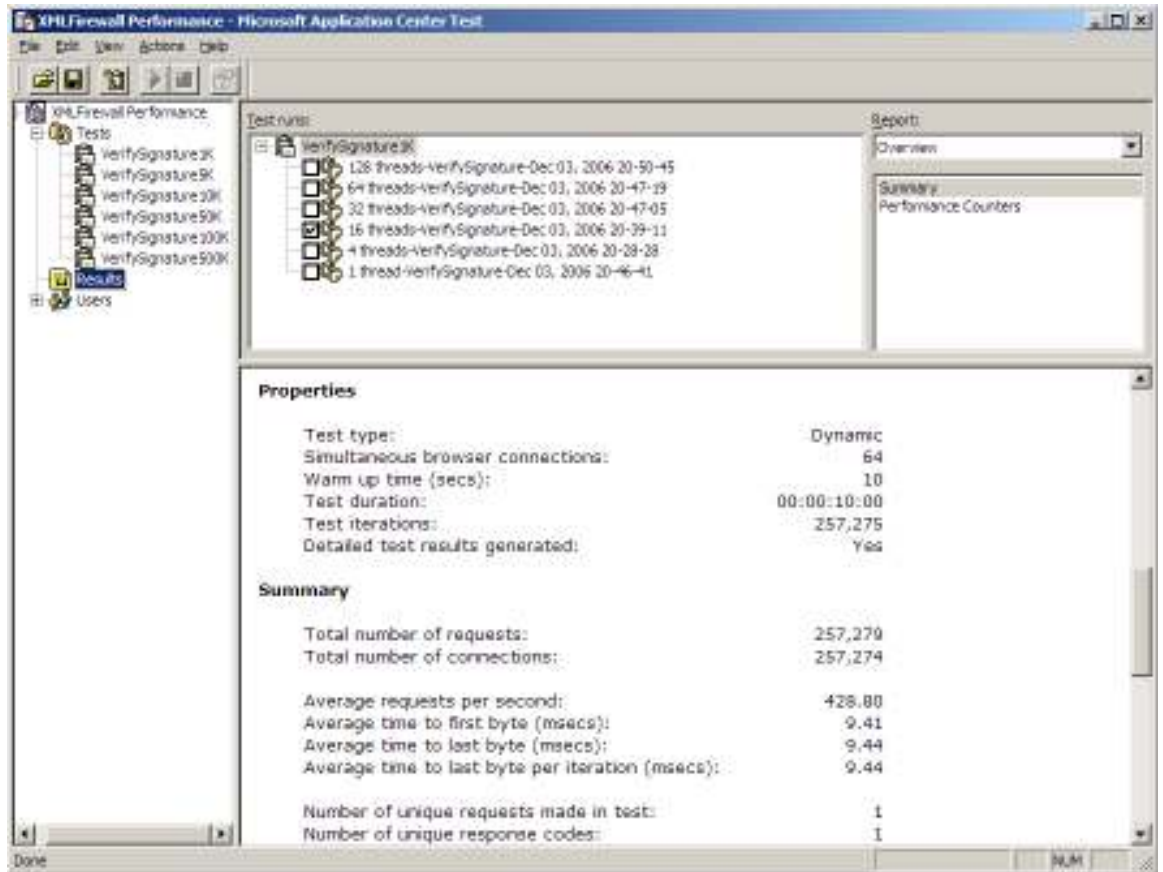 XMLFirewall Performance - Microsoft Application Center Test
File Edit View Actions Help
XMLFirewall Performance
Tests
VerifySignature1K
VerifySignature5K
VerifySignature10K
VerifySignature50K
VerifySignature100K
VerifySignature500K
Results
Users
Test runs:
VerifySignature1K
128 threads-VerifySignature-Dec 03, 2006 20-50-45
64 threads-VerifySignature-Dec 03, 2006 20-47-19
32 threads-VerifySignature-Dec 03, 2006 20-47-05
16 threads-VerifySignature-Dec 03, 2006 20-39-11
4 threads-VerifySignature-Dec 03, 2006 20-28-28
1 thread-VerifySignature-Dec 03, 2006 20-46-41
Report:
Overview
Summary
Performance Counters
Properties
Test type: Dynamic
Simultaneous browser connections: 64
Warm up time (secs): 10
Test duration: 00:00:10:00
Test iterations: 257,275
Detailed test results generated: Yes
Summary
Total number of requests: 257,279
Total number of connections: 257,274
Average requests per second: 428.80
Average time to first byte (msecs): 9.41
Average time to last byte (msecs): 9.44
Average time to last byte per iteration (msecs): 9.44
Number of unique requests made in test: 1
Number of unique response codes: 1
Done
NUM